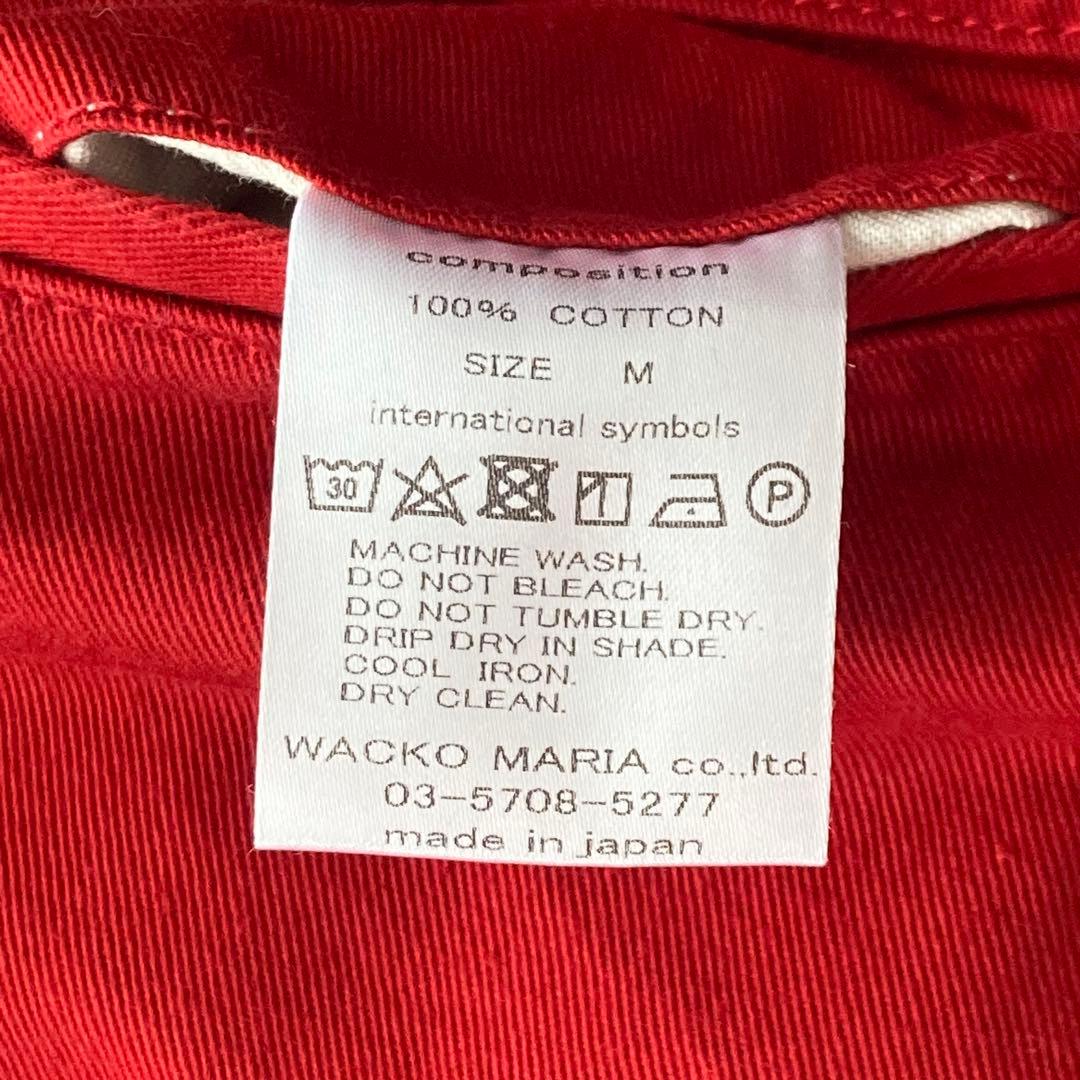 composition
100% COTTON
SIZE M
international symbols
30 P
MACHINE WASH.
DO NOT BLEACH.
DO NOT TUMBLE DRY.
DRIP DRY IN SHADE.
COOL IRON.
DRY CLEAN.
WACKO MARIA co.,ltd.
03-5708-5277
made in japan